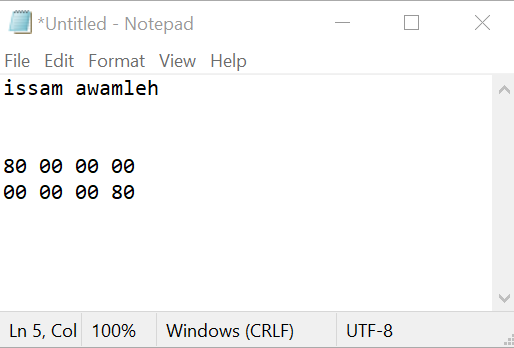 *Untitled - Notepad
File Edit Format View Help
issam awamleh
80 00 00 00
00 00 00 80
Ln 5, Col 100% Windows (CRLF) UTF-8